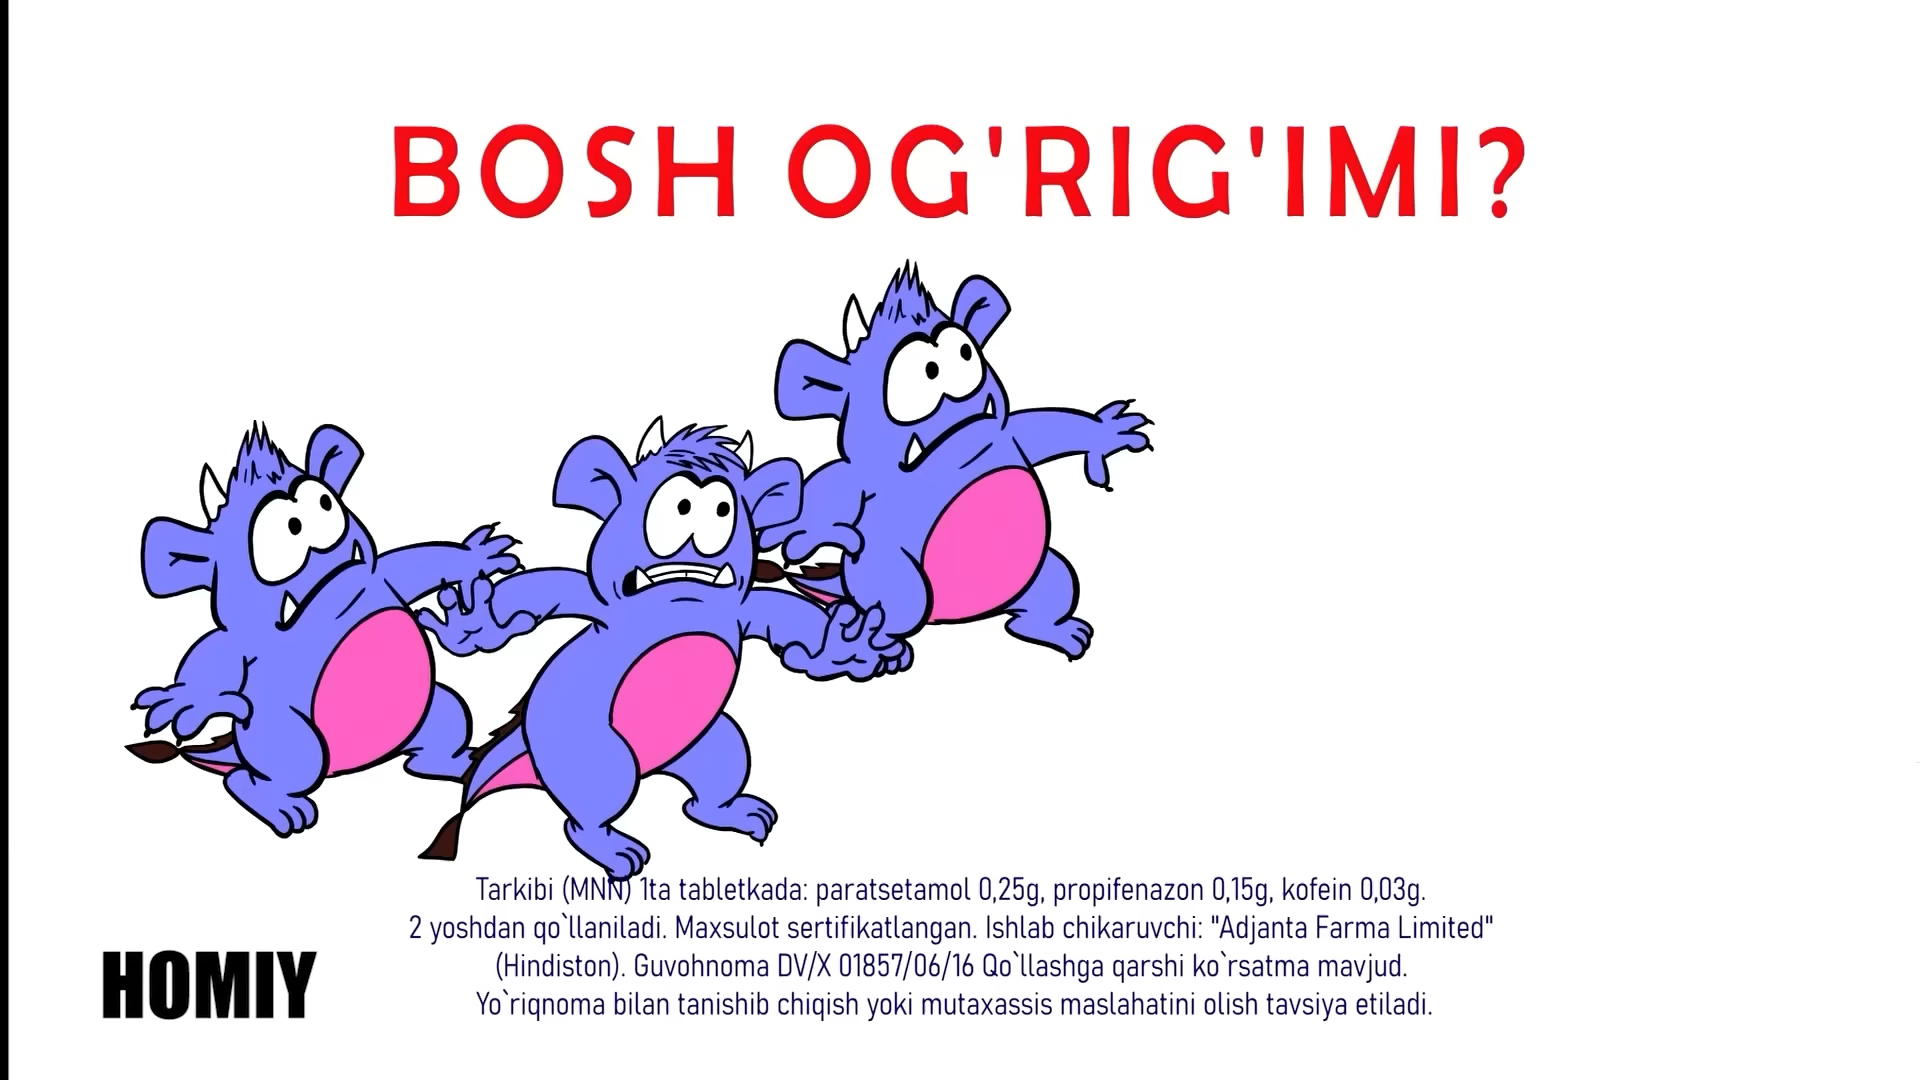 BOSH OG'RIG'IMI?
Tarkibi (MNN) 1ta tabletkada: paratsetamol 0,25g, propifenazon 0,15g, kofein 0,03g.
2 yoshdan qo`llaniladi. Maxsulot sertifikatlangan. Ishlab chikaruvchi: "Adjanta Farma Limited"
(Hindiston). Guvohnoma DV/X 01857/06/16 Qo`llashga qarshi ko`rsatma mavjud.
Yo`riqnoma bilan tanishib chiqish yoki mutaxassis maslahatini olish tavsiya etiladi.
HOMIY